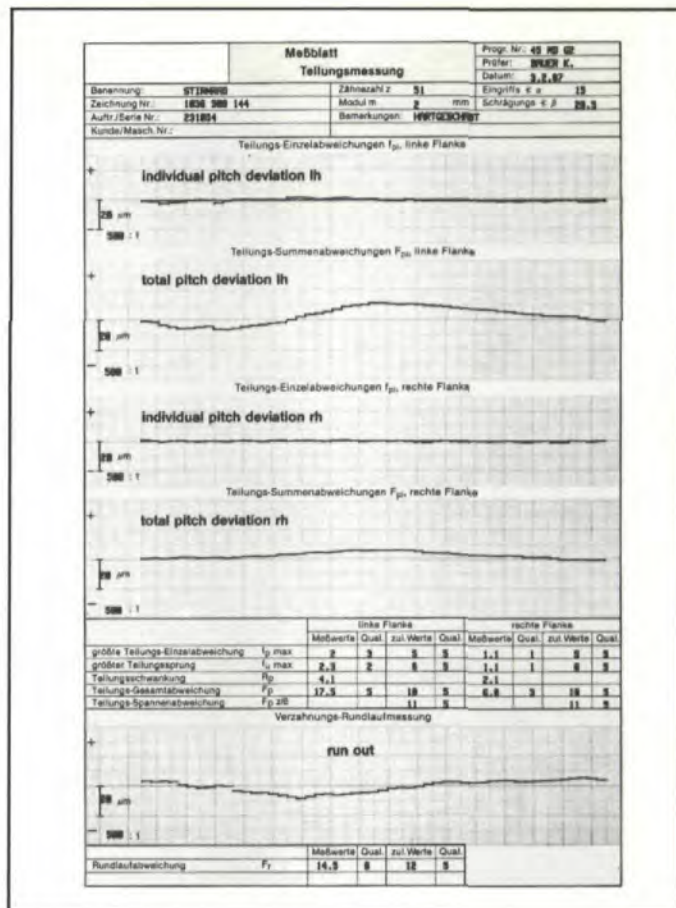 Meßblatt
Teilungsmessung
Progr. Nr.: 49 MD 02
Prüfer: BAUER K.
Datum: 3.2.87
Benennung: STIRNRAD Zähnezahl z 51 Eingriffs ∢ α 15
Zeichnung Nr.: 1036 500 144 Modul m 2 mm Schrägungs ∢ β 20.5
Auftr./Serie Nr.: 231804 Bemerkungen: HARTGESCHABT
Kunde/Masch. Nr.:
Teilungs-Einzelabweichungen fpi, linke Flanke
+
individual pitch deviation lh
20 µm
500 : 1
Teilungs-Summenabweichungen Fpi, linke Flanke
+
total pitch deviation lh
20 µm
–
500 : 1
Teilungs-Einzelabweichungen fpi, rechte Flanke
+
individual pitch deviation rh
20 µm
500 : 1
Teilungs-Summenabweichungen Fpi, rechte Flanke
+
total pitch deviation rh
20 µm
–
500 : 1
linke Flanke rechte Flanke
Meßwerte Qual. zul. Werte Qual. Meßwerte Qual. zul. Werte Qual.
größte Teilungs-Einzelabweichung fp max 2 3 5 5 1.1 1 5 5
größter Teilungssprung fu max 2.3 2 6 5 1.1 1 6 5
Teilungsschwankung Rp 4.1 2.1
Teilungs-Gesamtabweichung Fp 17.5 5 18 5 6.8 3 18 5
Teilungs-Spannenabweichung Fp z/8 11 5 11 5
Verzahnungs-Rundlaufmessung
+
run out
20 µm
–
500 : 1
Meßwerte Qual. zul. Werte Qual.
Rundlaufabweichung Fr 14.5 6 12 5